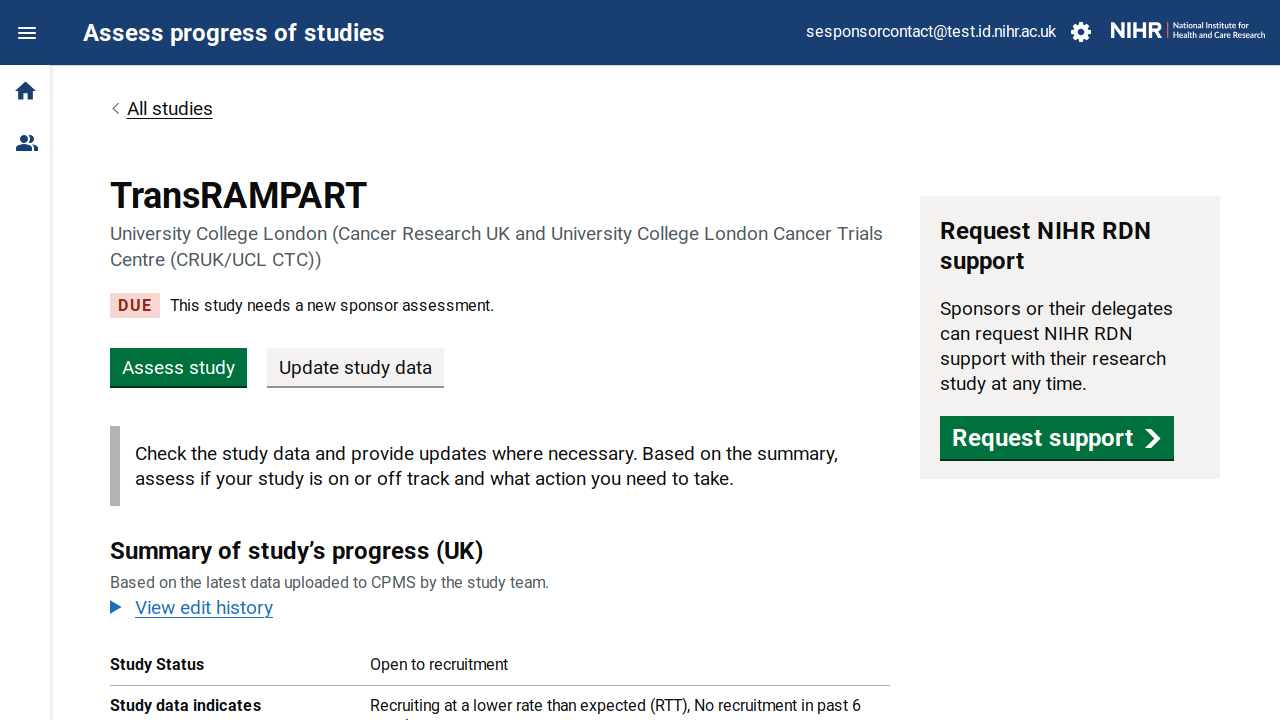 Assess progress of studies
sesponsorcontact@test.id.nihr.ac.uk
NIHR | National Institute for
Health and Care Research
All studies
TransRAMPART
University College London (Cancer Research UK and University College London Cancer Trials
Centre (CRUK/UCL CTC))
DUE This study needs a new sponsor assessment.
Assess study Update study data
Check the study data and provide updates where necessary. Based on the summary,
assess if your study is on or off track and what action you need to take.
Summary of study’s progress (UK)
Based on the latest data uploaded to CPMS by the study team.
View edit history
Study Status Open to recruitment
Study data indicates Recruiting at a lower rate than expected (RTT), No recruitment in past 6
Request NIHR RDN
support
Sponsors or their delegates
can request NIHR RDN
support with their research
study at any time.
Request support